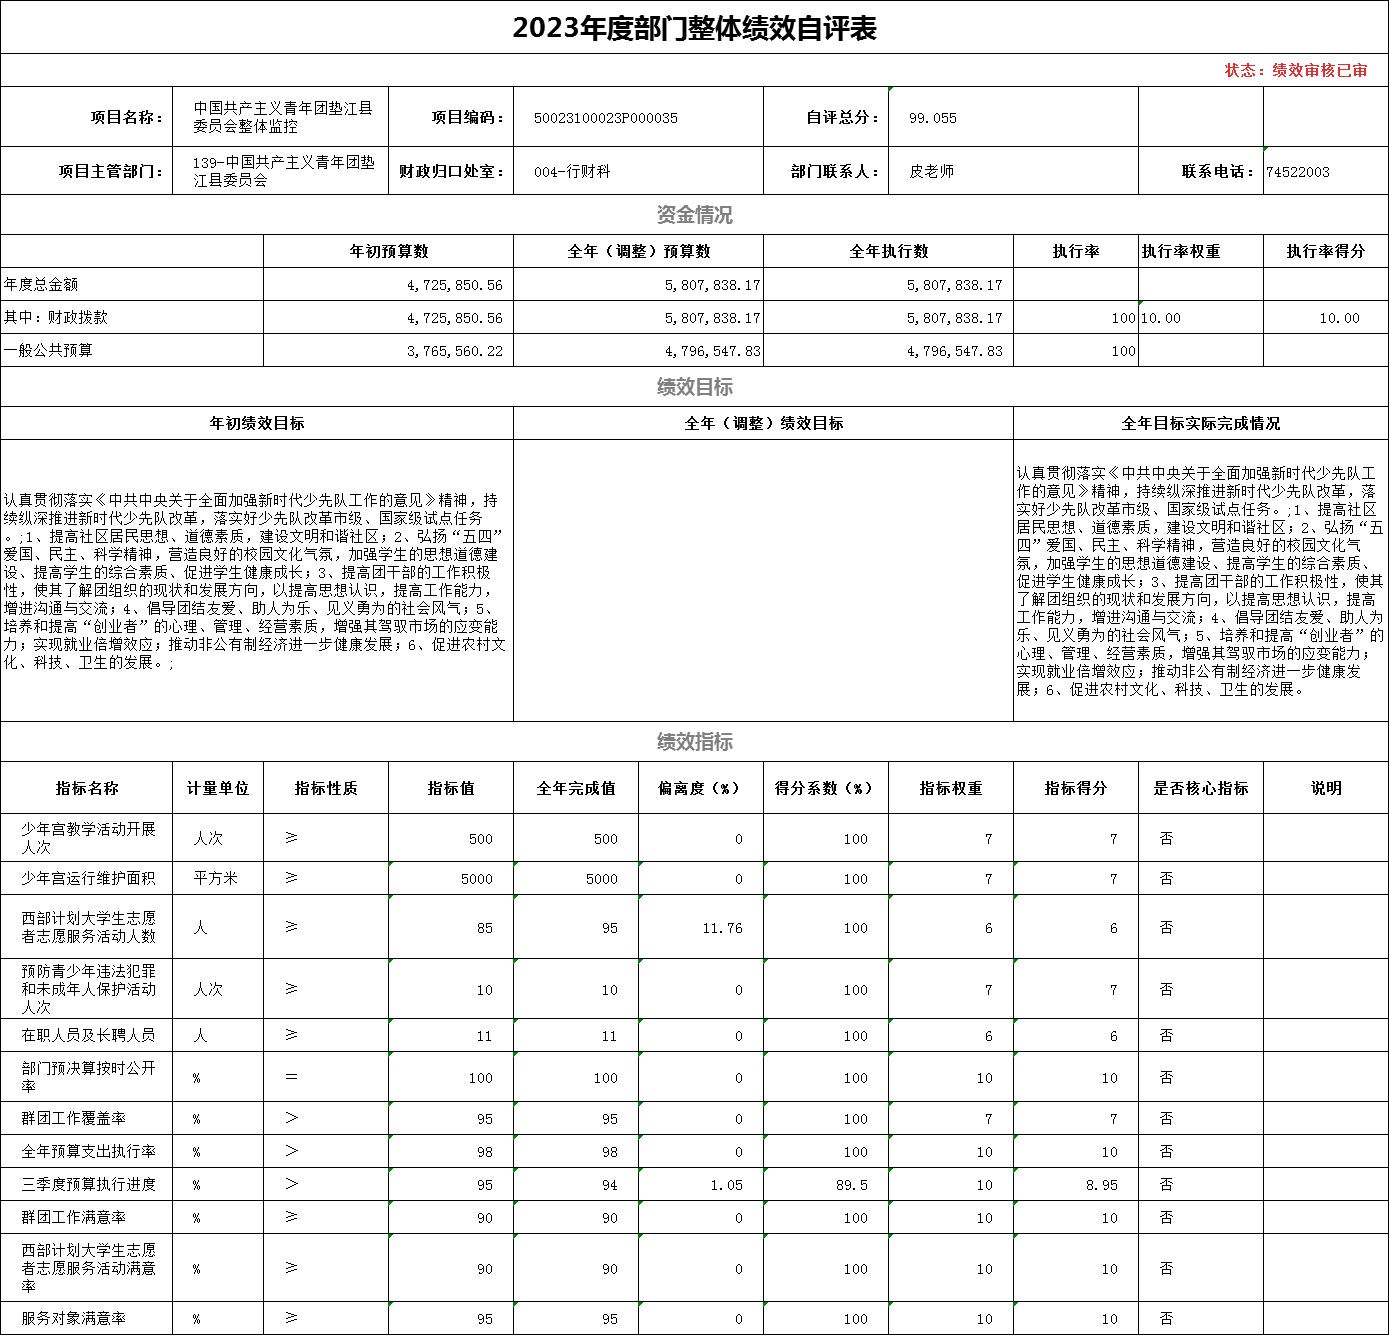 2023年度部门整体绩效自评表
状态：绩效审核已审
项目名称： 中国共产主义青年团垫江县委员会整体监控 项目编码： 50023100023P000035 自评总分： 99.055
项目主管部门： 139-中国共产主义青年团垫江县委员会 财政归口处室： 004-行财科 部门联系人： 皮老师 联系电话： 74522003
资金情况
年初预算数 全年（调整）预算数 全年执行数 执行率 执行率权重 执行率得分
年度总金额 4,725,850.56 5,807,838.17 5,807,838.17
其中：财政拨款 4,725,850.56 5,807,838.17 5,807,838.17 100 10.00 10.00
一般公共预算 3,765,560.22 4,796,547.83 4,796,547.83 100
绩效目标
年初绩效目标 全年（调整）绩效目标 全年目标实际完成情况
认真贯彻落实《中共中央关于全面加强新时代少先队工作的意见》精神，持
续纵深推进新时代少先队改革，落实好少先队改革市级、国家级试点任务
。;1、提高社区居民思想、道德素质，建设文明和谐社区；2、弘扬“五四”
爱国、民主、科学精神，营造良好的校园文化气氛，加强学生的思想道德建
设、提高学生的综合素质、促进学生健康成长；3、提高团干部的工作积极
性，使其了解团组织的现状和发展方向，以提高思想认识，提高工作能力，
增进沟通与交流；4、倡导团结友爱、助人为乐、见义勇为的社会风气；5、
培养和提高“创业者”的心理、管理、经营素质，增强其驾驭市场的应变能
力；实现就业倍增效应；推动非公有制经济进一步健康发展；6、促进农村文
化、科技、卫生的发展。;
认真贯彻落实《中共中央关于全面加强新时代少先队工
作的意见》精神，持续纵深推进新时代少先队改革，落
实好少先队改革市级、国家级试点任务。;1、提高社区
居民思想、道德素质，建设文明和谐社区；2、弘扬“五
四”爱国、民主、科学精神，营造良好的校园文化气
氛，加强学生的思想道德建设、提高学生的综合素质、
促进学生健康成长；3、提高团干部的工作积极性，使其
了解团组织的现状和发展方向，以提高思想认识，提高
工作能力，增进沟通与交流；4、倡导团结友爱、助人为
乐、见义勇为的社会风气；5、培养和提高“创业者”的
心理、管理、经营素质，增强其驾驭市场的应变能力；
实现就业倍增效应；推动非公有制经济进一步健康发
展；6、促进农村文化、科技、卫生的发展。
绩效指标
指标名称 计量单位 指标性质 指标值 全年完成值 偏离度（%） 得分系数（%） 指标权重 指标得分 是否核心指标 说明
少年宫教学活动开展人次 人次 ≥ 500 500 0 100 7 7 否
少年宫运行维护面积 平方米 ≥ 5000 5000 0 100 7 7 否
西部计划大学生志愿者志愿服务活动人数 人 ≥ 85 95 11.76 100 6 6 否
预防青少年违法犯罪和未成年人保护活动人次 人次 ≥ 10 10 0 100 7 7 否
在职人员及长聘人员 人 ≥ 11 11 0 100 6 6 否
部门预决算按时公开率 % ＝ 100 100 0 100 10 10 否
群团工作覆盖率 % ＞ 95 95 0 100 7 7 否
全年预算支出执行率 % ＞ 98 98 0 100 10 10 否
三季度预算执行进度 % ＞ 95 94 1.05 89.5 10 8.95 否
群团工作满意率 % ≥ 90 90 0 100 10 10 否
西部计划大学生志愿者志愿服务活动满意率 % ≥ 90 90 0 100 10 10 否
服务对象满意率 % ≥ 95 95 0 100 10 10 否